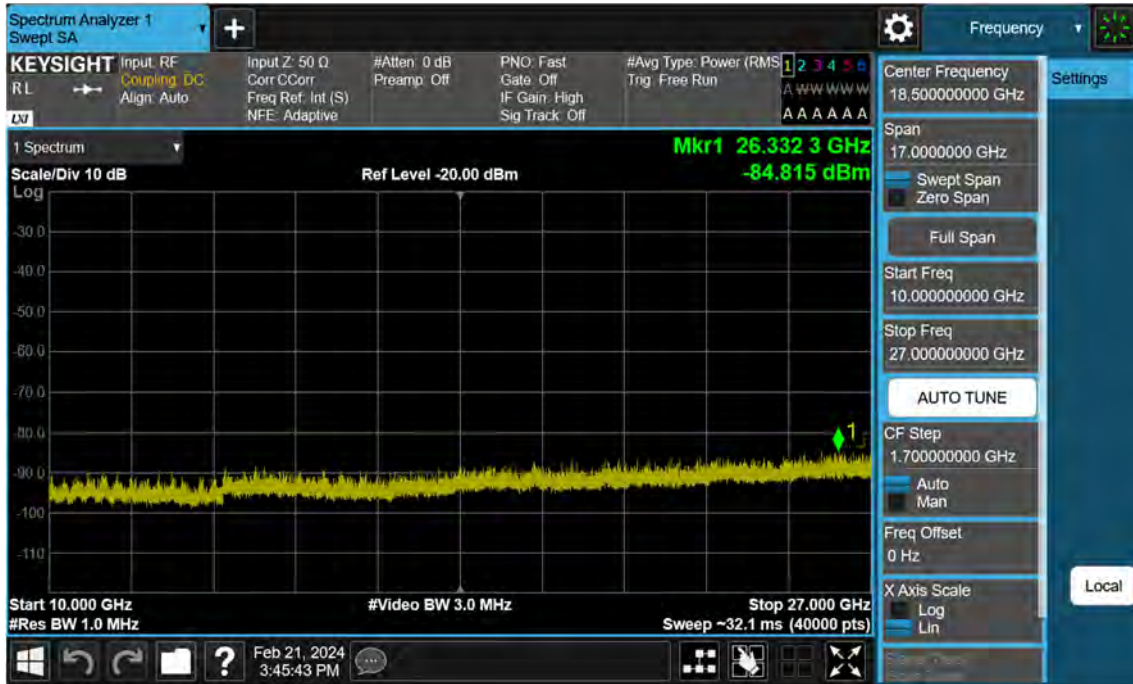 Spectrum Analyzer 1
Swept SA
+
Frequency
KEYSIGHT
RL
LXI
Input: RF
Coupling: DC
Align: Auto
Input Z: 50 Ω
Corr CCorr
Freq Ref: Int (S)
NFE: Adaptive
#Atten: 0 dB
Preamp: Off
PNO: Fast
Gate: Off
IF Gain: High
Sig Track: Off
#Avg Type: Power (RMS
Trig: Free Run
1 2 3 4 5 6
A W W W W W
A A A A A A
1 Spectrum
Scale/Div 10 dB
Ref Level -20.00 dBm
Mkr1 26.332 3 GHz
-84.815 dBm
Log
-30.0
-40.0
-50.0
-60.0
-70.0
-80.0
-90.0
-100
-110
1
Start 10.000 GHz
#Video BW 3.0 MHz
Stop 27.000 GHz
#Res BW 1.0 MHz
Sweep ~32.1 ms (40000 pts)
Center Frequency
18.500000000 GHz
Settings
Span
17.0000000 GHz
Swept Span
Zero Span
Full Span
Start Freq
10.000000000 GHz
Stop Freq
27.000000000 GHz
AUTO TUNE
CF Step
1.700000000 GHz
Auto
Man
Freq Offset
0 Hz
X Axis Scale
Log
Lin
Local
?
Feb 21, 2024
3:45:43 PM